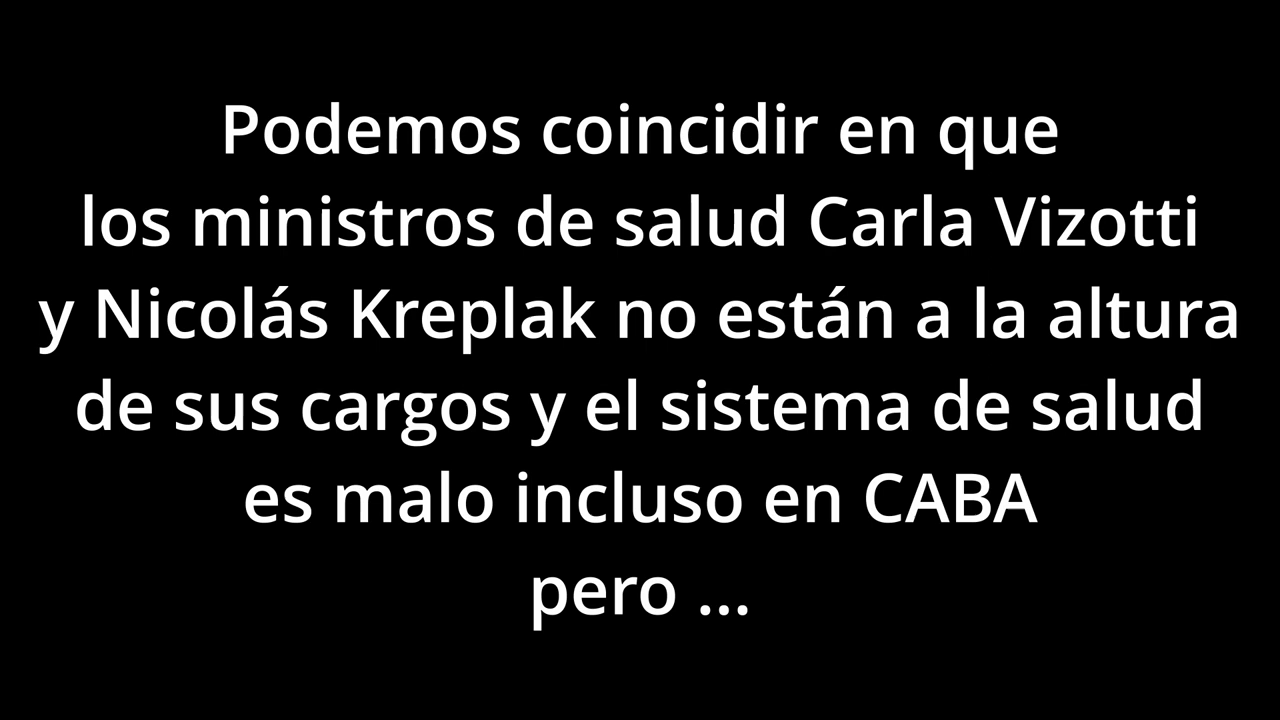 Podemos coincidir en que
los ministros de salud Carla Vizotti
y Nicolás Kreplak no están a la altura
de sus cargos y el sistema de salud
es malo incluso en CABA
pero ...